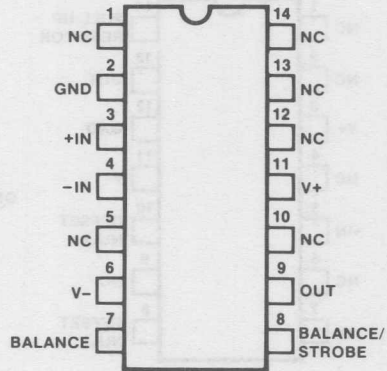 1 14
NC NC
2 13
GND NC
3 12
+IN NC
4 11
−IN V+
5 10
NC NC
6 9
V− OUT
7 8
BALANCE BALANCE/
STROBE